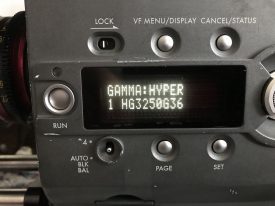 LOCK VF MENU/DISPLAY CANCEL/STATUS
GAMMA:HYPER
1 HG3250G36
RUN
AUTO
BLK
BAL
PAGE SET